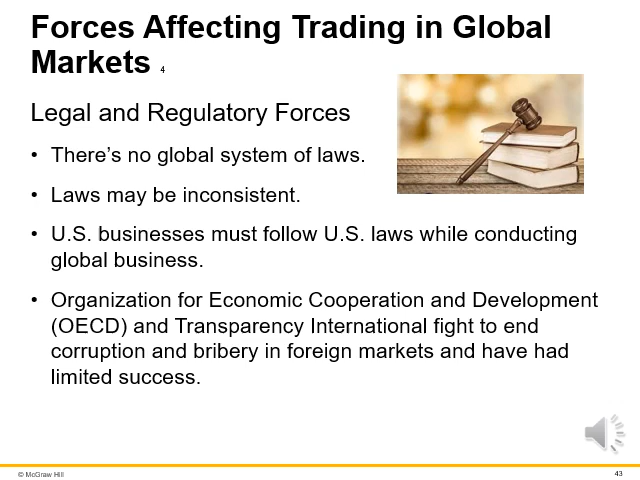 Forces Affecting Trading in Global
Markets 4
Legal and Regulatory Forces
• There’s no global system of laws.
• Laws may be inconsistent.
• U.S. businesses must follow U.S. laws while conducting
global business.
• Organization for Economic Cooperation and Development
(OECD) and Transparency International fight to end
corruption and bribery in foreign markets and have had
limited success.
© McGraw Hill
43